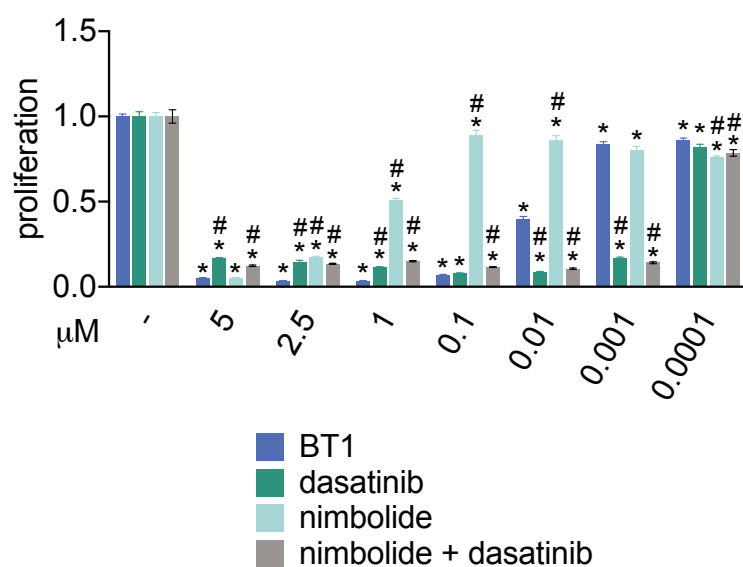 1.5
1.0
0.5
0.0
proliferation
# # # # # # # # # # # # # # # #
* * * * * * * * * * * * * * * * * * * * * * * * * * * *
μM
- 5 2.5 1 0.1 0.01 0.001 0.0001
BT1
dasatinib
nimbolide
nimbolide + dasatinib